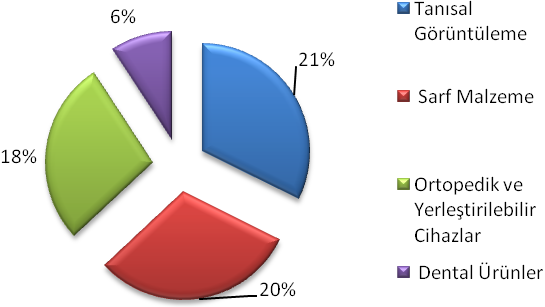 6%
21%
18%
20%
Tanısal
Görüntüleme
Sarf Malzeme
Ortopedik ve
Yerleştirilebilir
Cihazlar
Dental Ürünler